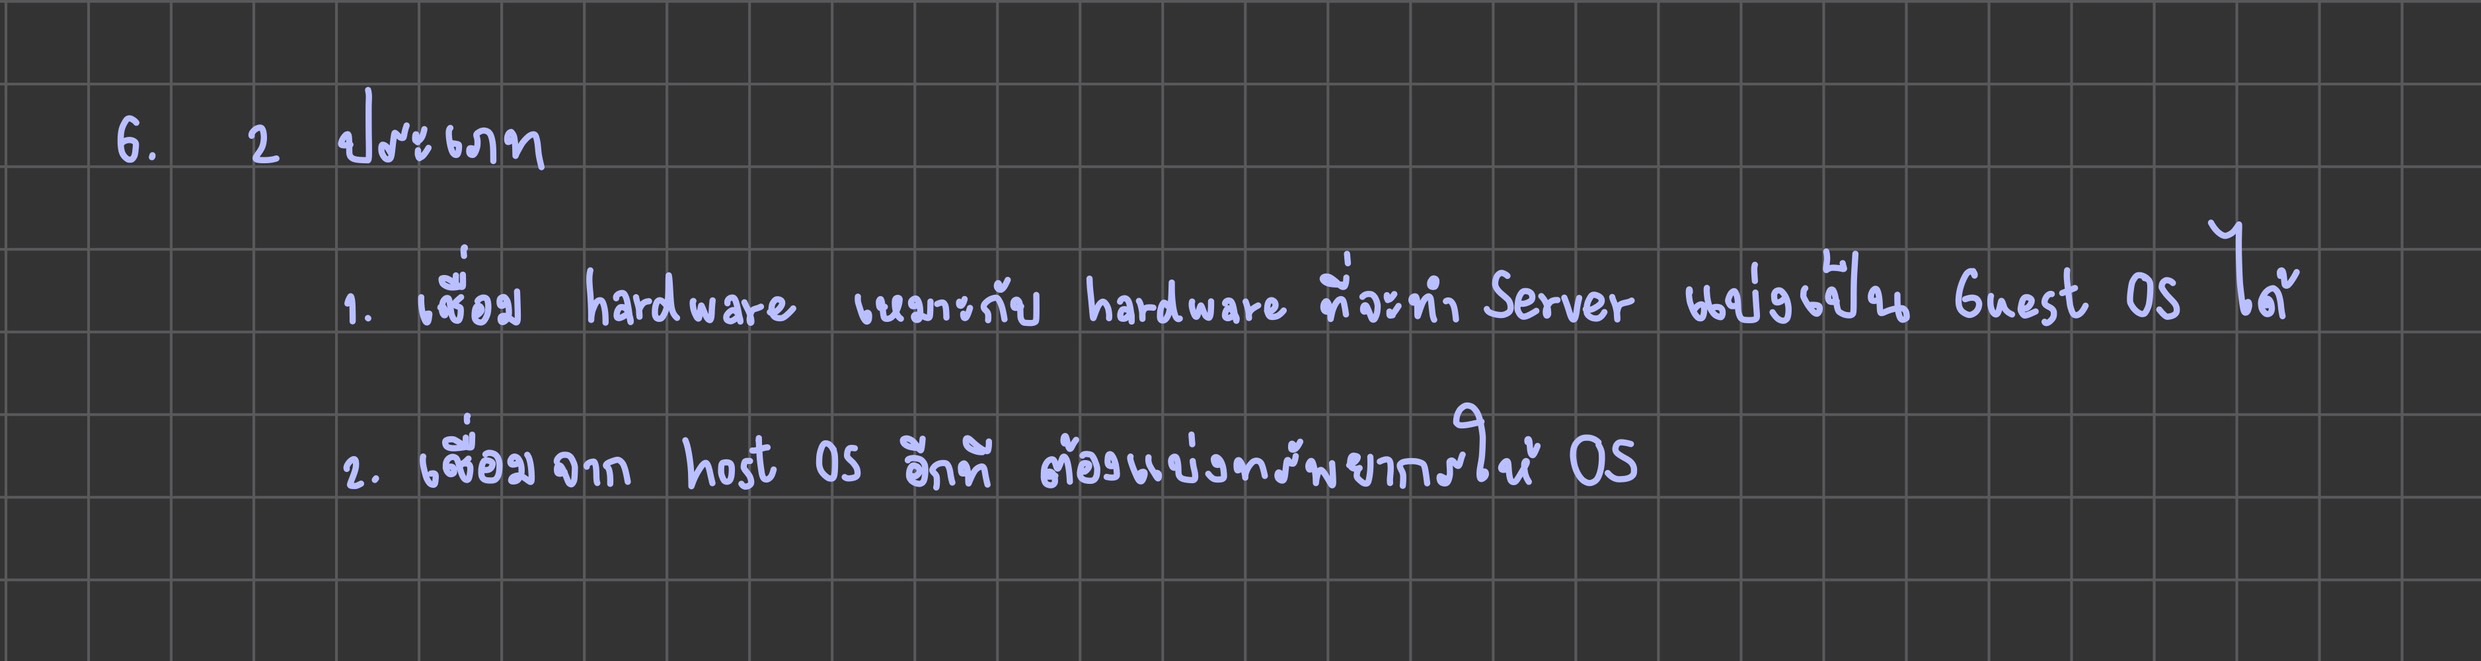 6. 2 ประเภท
1. เชื่อม hardware เหมาะกับ hardware ที่จะทำ Server แบ่งเป็น Guest OS ได้
2. เชื่อมจาก host OS อีกที ต้องแบ่งทรัพยากรให้ OS